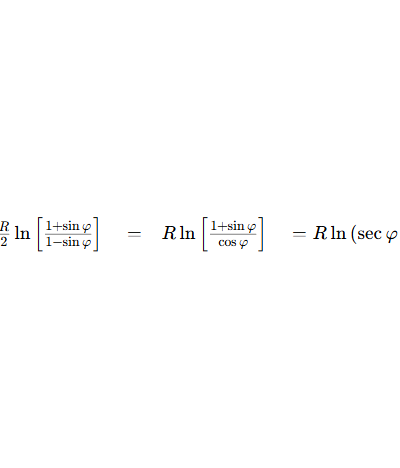 R/2 ln [1+sin φ / 1−sin φ] = R ln [1+sin φ / cos φ] = R ln (sec φ